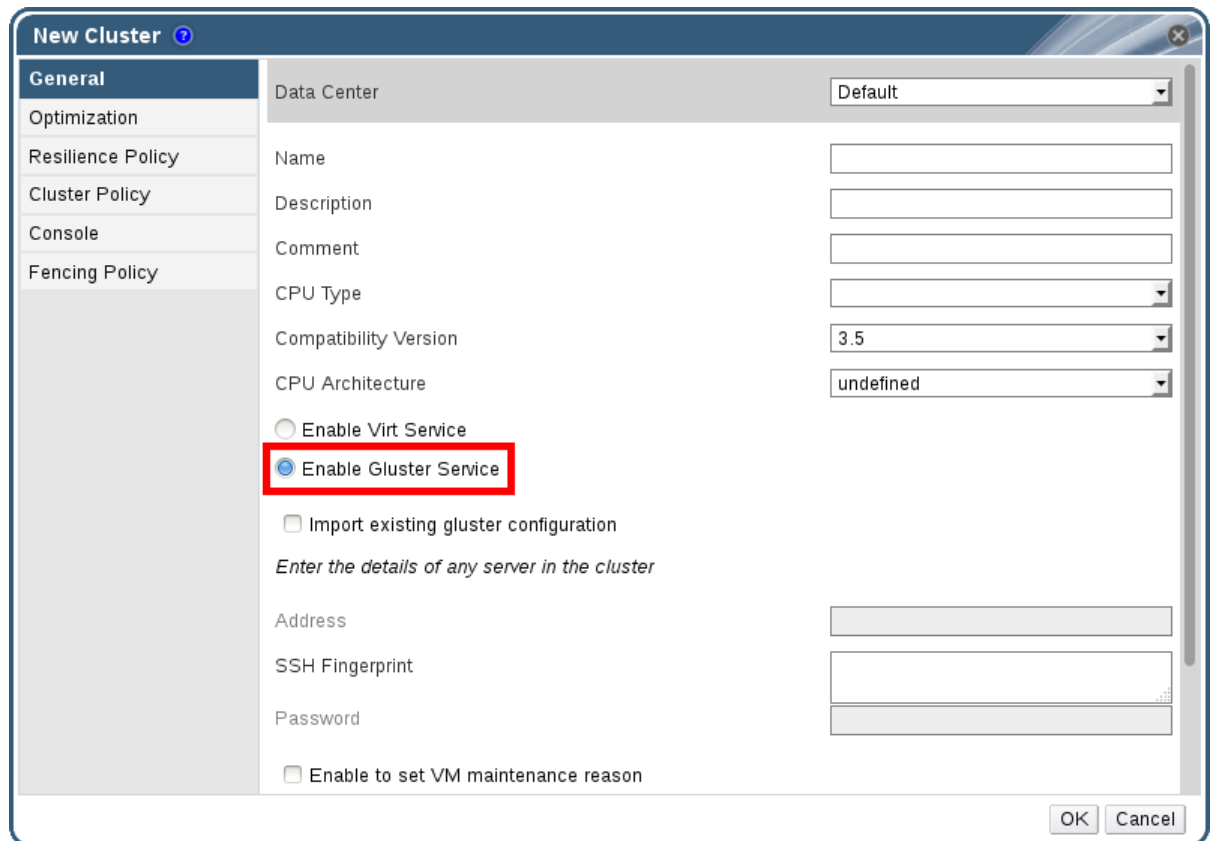 New Cluster ?
General
Optimization
Resilience Policy
Cluster Policy
Console
Fencing Policy
Data Center Default
Name
Description
Comment
CPU Type
Compatibility Version 3.5
CPU Architecture undefined
Enable Virt Service
Enable Gluster Service
Import existing gluster configuration
Enter the details of any server in the cluster
Address
SSH Fingerprint
Password
Enable to set VM maintenance reason
OK Cancel